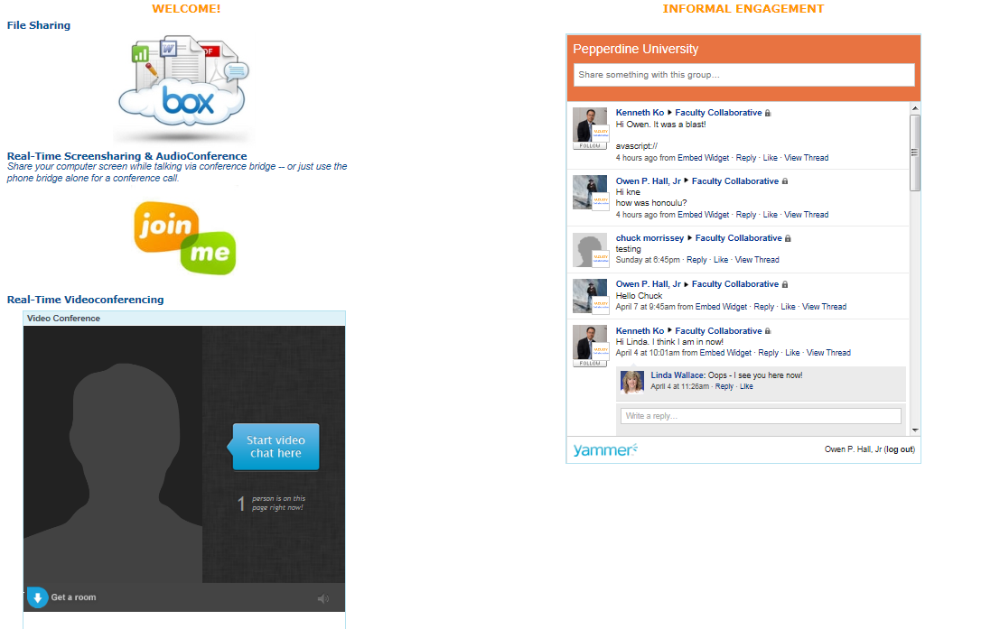 WELCOME!
File Sharing
W
DF
box
Real-Time Screensharing & AudioConference
Share your computer screen while talking via conference bridge -- or just use the
phone bridge alone for a conference call.
join
me
Real-Time Videoconferencing
Video Conference
Start video
chat here
1 person is on this
page right now!
Get a room
INFORMAL ENGAGEMENT
Pepperdine University
Share something with this group...
Kenneth Ko ▸ Faculty Collaborative
Hi Owen. It was a blast!
avascript://
FOLLOW
4 hours ago from Embed Widget · Reply · Like · View Thread
Owen P. Hall, Jr ▸ Faculty Collaborative
Hi kne
how was honoulu?
4 hours ago from Embed Widget · Reply · Like · View Thread
chuck morrissey ▸ Faculty Collaborative
testing
Sunday at 6:45pm · Reply · Like · View Thread
Owen P. Hall, Jr ▸ Faculty Collaborative
Hello Chuck
April 7 at 9:45am from Embed Widget · Reply · Like · View Thread
Kenneth Ko ▸ Faculty Collaborative
Hi Linda. I think I am in now!
April 4 at 10:01am from Embed Widget · Reply · Like · View Thread
FOLLOW
Linda Wallace: Oops - I see you here now!
April 4 at 11:26am · Reply · Like
Write a reply...
yammer
Owen P. Hall, Jr (log out)